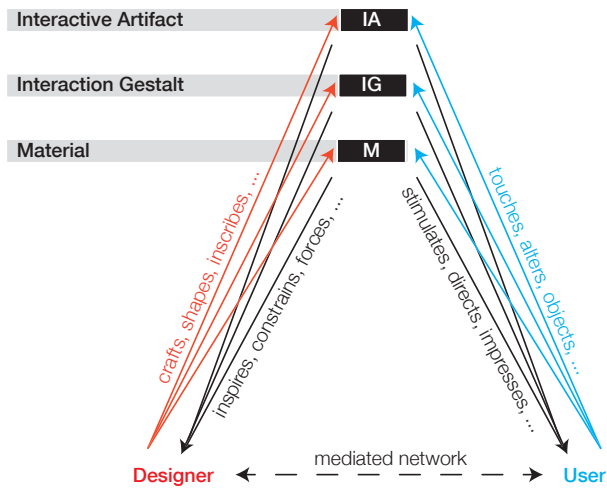 Interactive Artifact IA
Interaction Gestalt IG
Material M
crafts, shapes, inscribes, ...
inspires, constrains, forces, ...
stimulates, directs, impresses, ...
touches, alters, objects, ...
mediated network
Designer
User